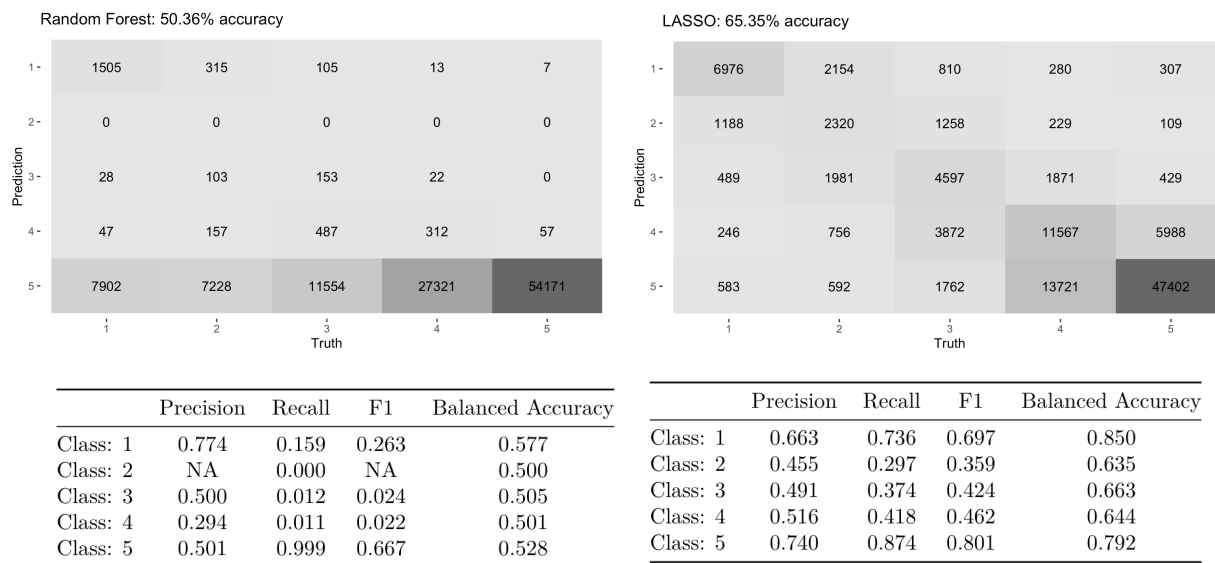 Random Forest: 50.36% accuracy
1 1505 315 105 13 7
2 0 0 0 0 0
Prediction
3 28 103 153 22 0
4 47 157 487 312 57
5 7902 7228 11554 27321 54171
1 2 3 4 5
Truth
LASSO: 65.35% accuracy
1 6976 2154 810 280 307
2 1188 2320 1258 229 109
Prediction
3 489 1981 4597 1871 429
4 246 756 3872 11567 5988
5 583 592 1762 13721 47402
1 2 3 4 5
Truth
Precision Recall F1 Balanced Accuracy
Class: 1 0.774 0.159 0.263 0.577
Class: 2 NA 0.000 NA 0.500
Class: 3 0.500 0.012 0.024 0.505
Class: 4 0.294 0.011 0.022 0.501
Class: 5 0.501 0.999 0.667 0.528
Precision Recall F1 Balanced Accuracy
Class: 1 0.663 0.736 0.697 0.850
Class: 2 0.455 0.297 0.359 0.635
Class: 3 0.491 0.374 0.424 0.663
Class: 4 0.516 0.418 0.462 0.644
Class: 5 0.740 0.874 0.801 0.792